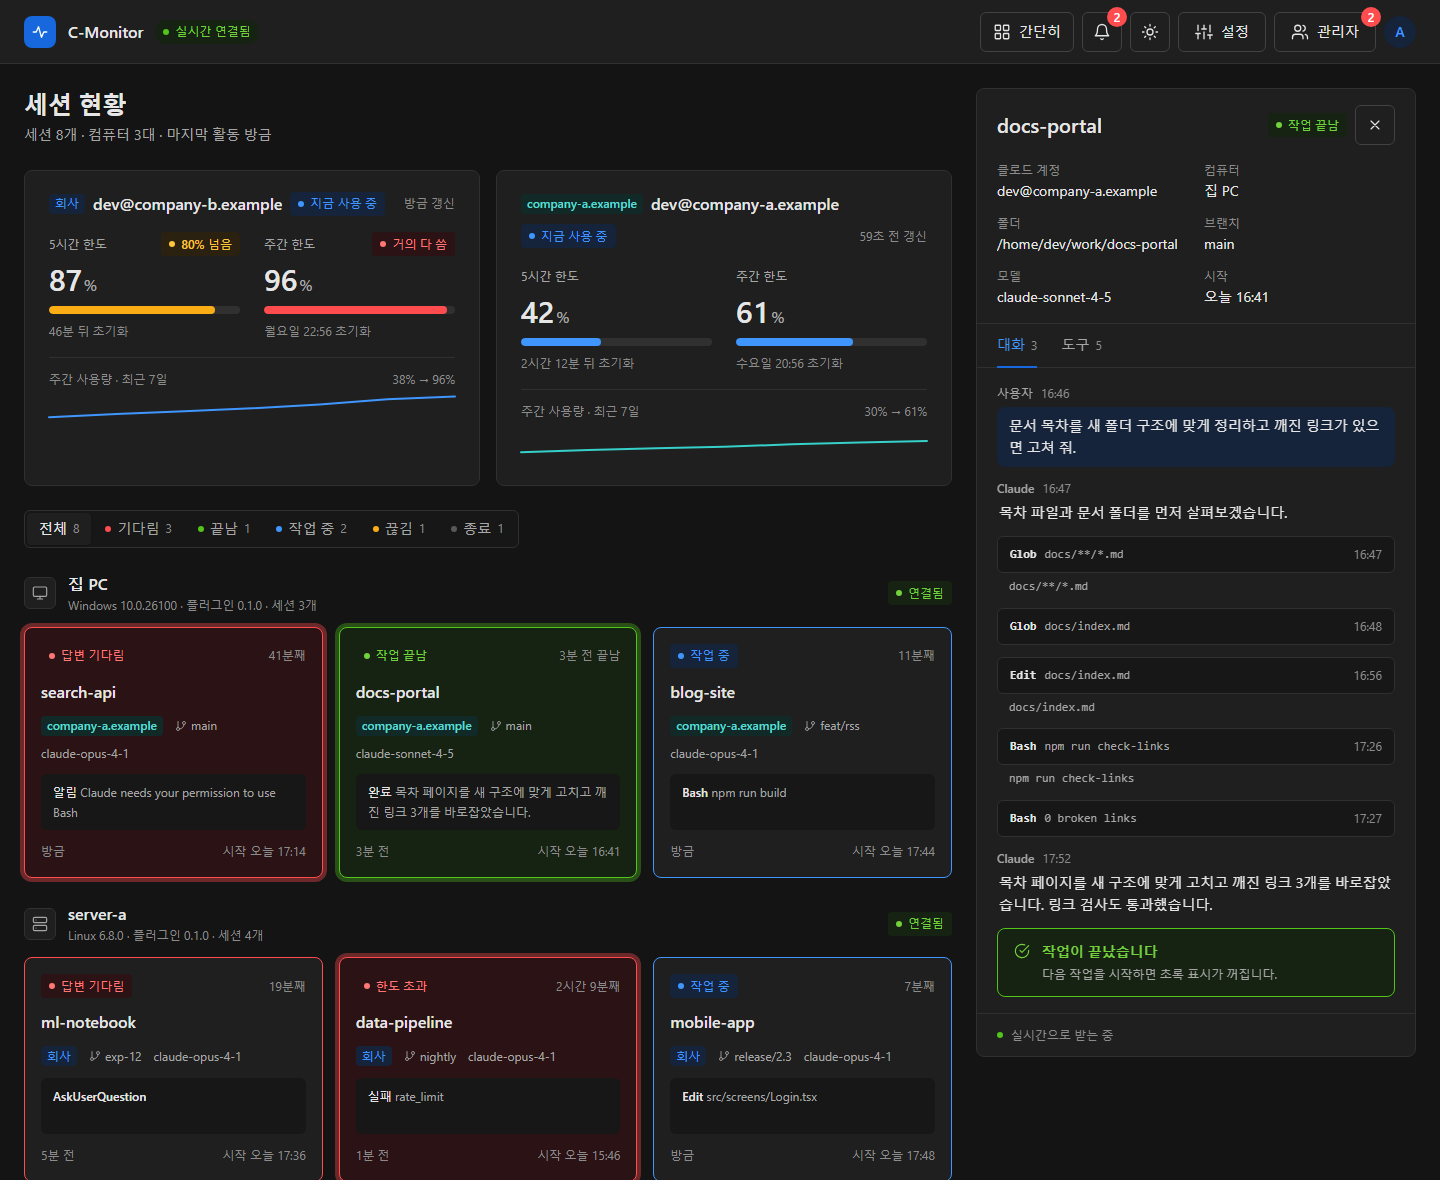 C-Monitor
실시간 연결됨
간단히
2
설정
관리자
2
A
세션 현황
세션 8개 · 컴퓨터 3대 · 마지막 활동 방금
회사 dev@company-b.example 지금 사용 중 방금 갱신
5시간 한도 80% 넘음
87%
46분 뒤 초기화
주간 한도 거의 다 씀
96%
월요일 22:56 초기화
주간 사용량 · 최근 7일 38% → 96%
company-a.example dev@company-a.example
지금 사용 중 59초 전 갱신
5시간 한도
42%
2시간 12분 뒤 초기화
주간 한도
61%
수요일 20:56 초기화
주간 사용량 · 최근 7일 30% → 61%
전체 8 기다림 3 끝남 1 작업 중 2 끊김 1 종료 1
집 PC
Windows 10.0.26100 · 플러그인 0.1.0 · 세션 3개
연결됨
답변 기다림 41분째
search-api
company-a.example main
claude-opus-4-1
알림 Claude needs your permission to use
Bash
방금 시작 오늘 17:14
작업 끝남 3분 전 끝남
docs-portal
company-a.example main
claude-sonnet-4-5
완료 목차 페이지를 새 구조에 맞게 고치고 깨
진 링크 3개를 바로잡았습니다.
3분 전 시작 오늘 16:41
작업 중 11분째
blog-site
company-a.example feat/rss
claude-opus-4-1
Bash npm run build
방금 시작 오늘 17:44
server-a
Linux 6.8.0 · 플러그인 0.1.0 · 세션 4개
연결됨
답변 기다림 19분째
ml-notebook
회사 exp-12 claude-opus-4-1
AskUserQuestion
5분 전 시작 오늘 17:36
한도 초과 2시간 9분째
data-pipeline
회사 nightly claude-opus-4-1
실패 rate_limit
1분 전 시작 오늘 15:46
작업 중 7분째
mobile-app
회사 release/2.3 claude-opus-4-1
Edit src/screens/Login.tsx
방금 시작 오늘 17:48
docs-portal
작업 끝남
클로드 계정
dev@company-a.example
컴퓨터
집 PC
폴더
/home/dev/work/docs-portal
브랜치
main
모델
claude-sonnet-4-5
시작
오늘 16:41
대화 3 도구 5
사용자 16:46
문서 목차를 새 폴더 구조에 맞게 정리하고 깨진 링크가 있으
면 고쳐 줘.
Claude 16:47
목차 파일과 문서 폴더를 먼저 살펴보겠습니다.
Glob docs/**/*.md 16:47
docs/**/*.md
Glob docs/index.md 16:48
Edit docs/index.md 16:56
docs/index.md
Bash npm run check-links 17:26
npm run check-links
Bash 0 broken links 17:27
Claude 17:52
목차 페이지를 새 구조에 맞게 고치고 깨진 링크 3개를 바로잡았
습니다. 링크 검사도 통과했습니다.
작업이 끝났습니다
다음 작업을 시작하면 초록 표시가 꺼집니다.
실시간으로 받는 중